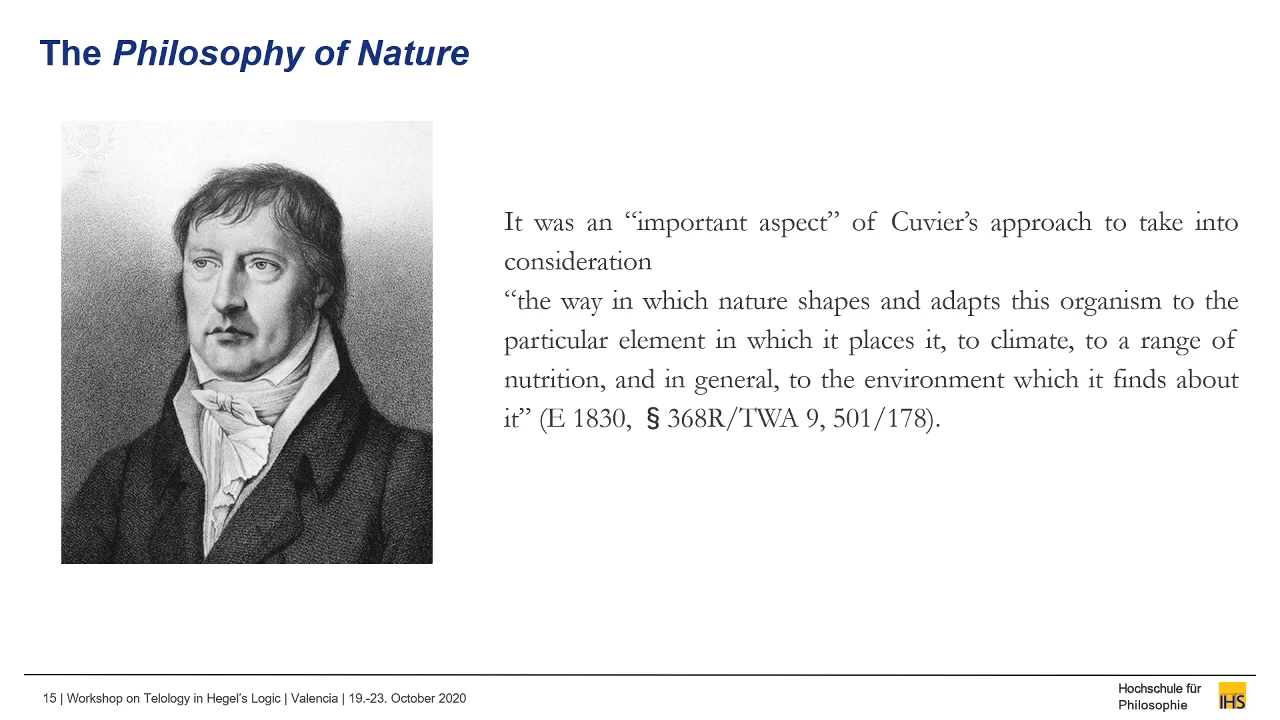 The Philosophy of Nature
It was an “important aspect” of Cuvier’s approach to take into
consideration
“the way in which nature shapes and adapts this organism to the
particular element in which it places it, to climate, to a range of
nutrition, and in general, to the environment which it finds about
it” (E 1830, § 368R/TWA 9, 501/178).
15 | Workshop on Telology in Hegel’s Logic | Valencia | 19.-23. October 2020
Hochschule für
Philosophie
IHS